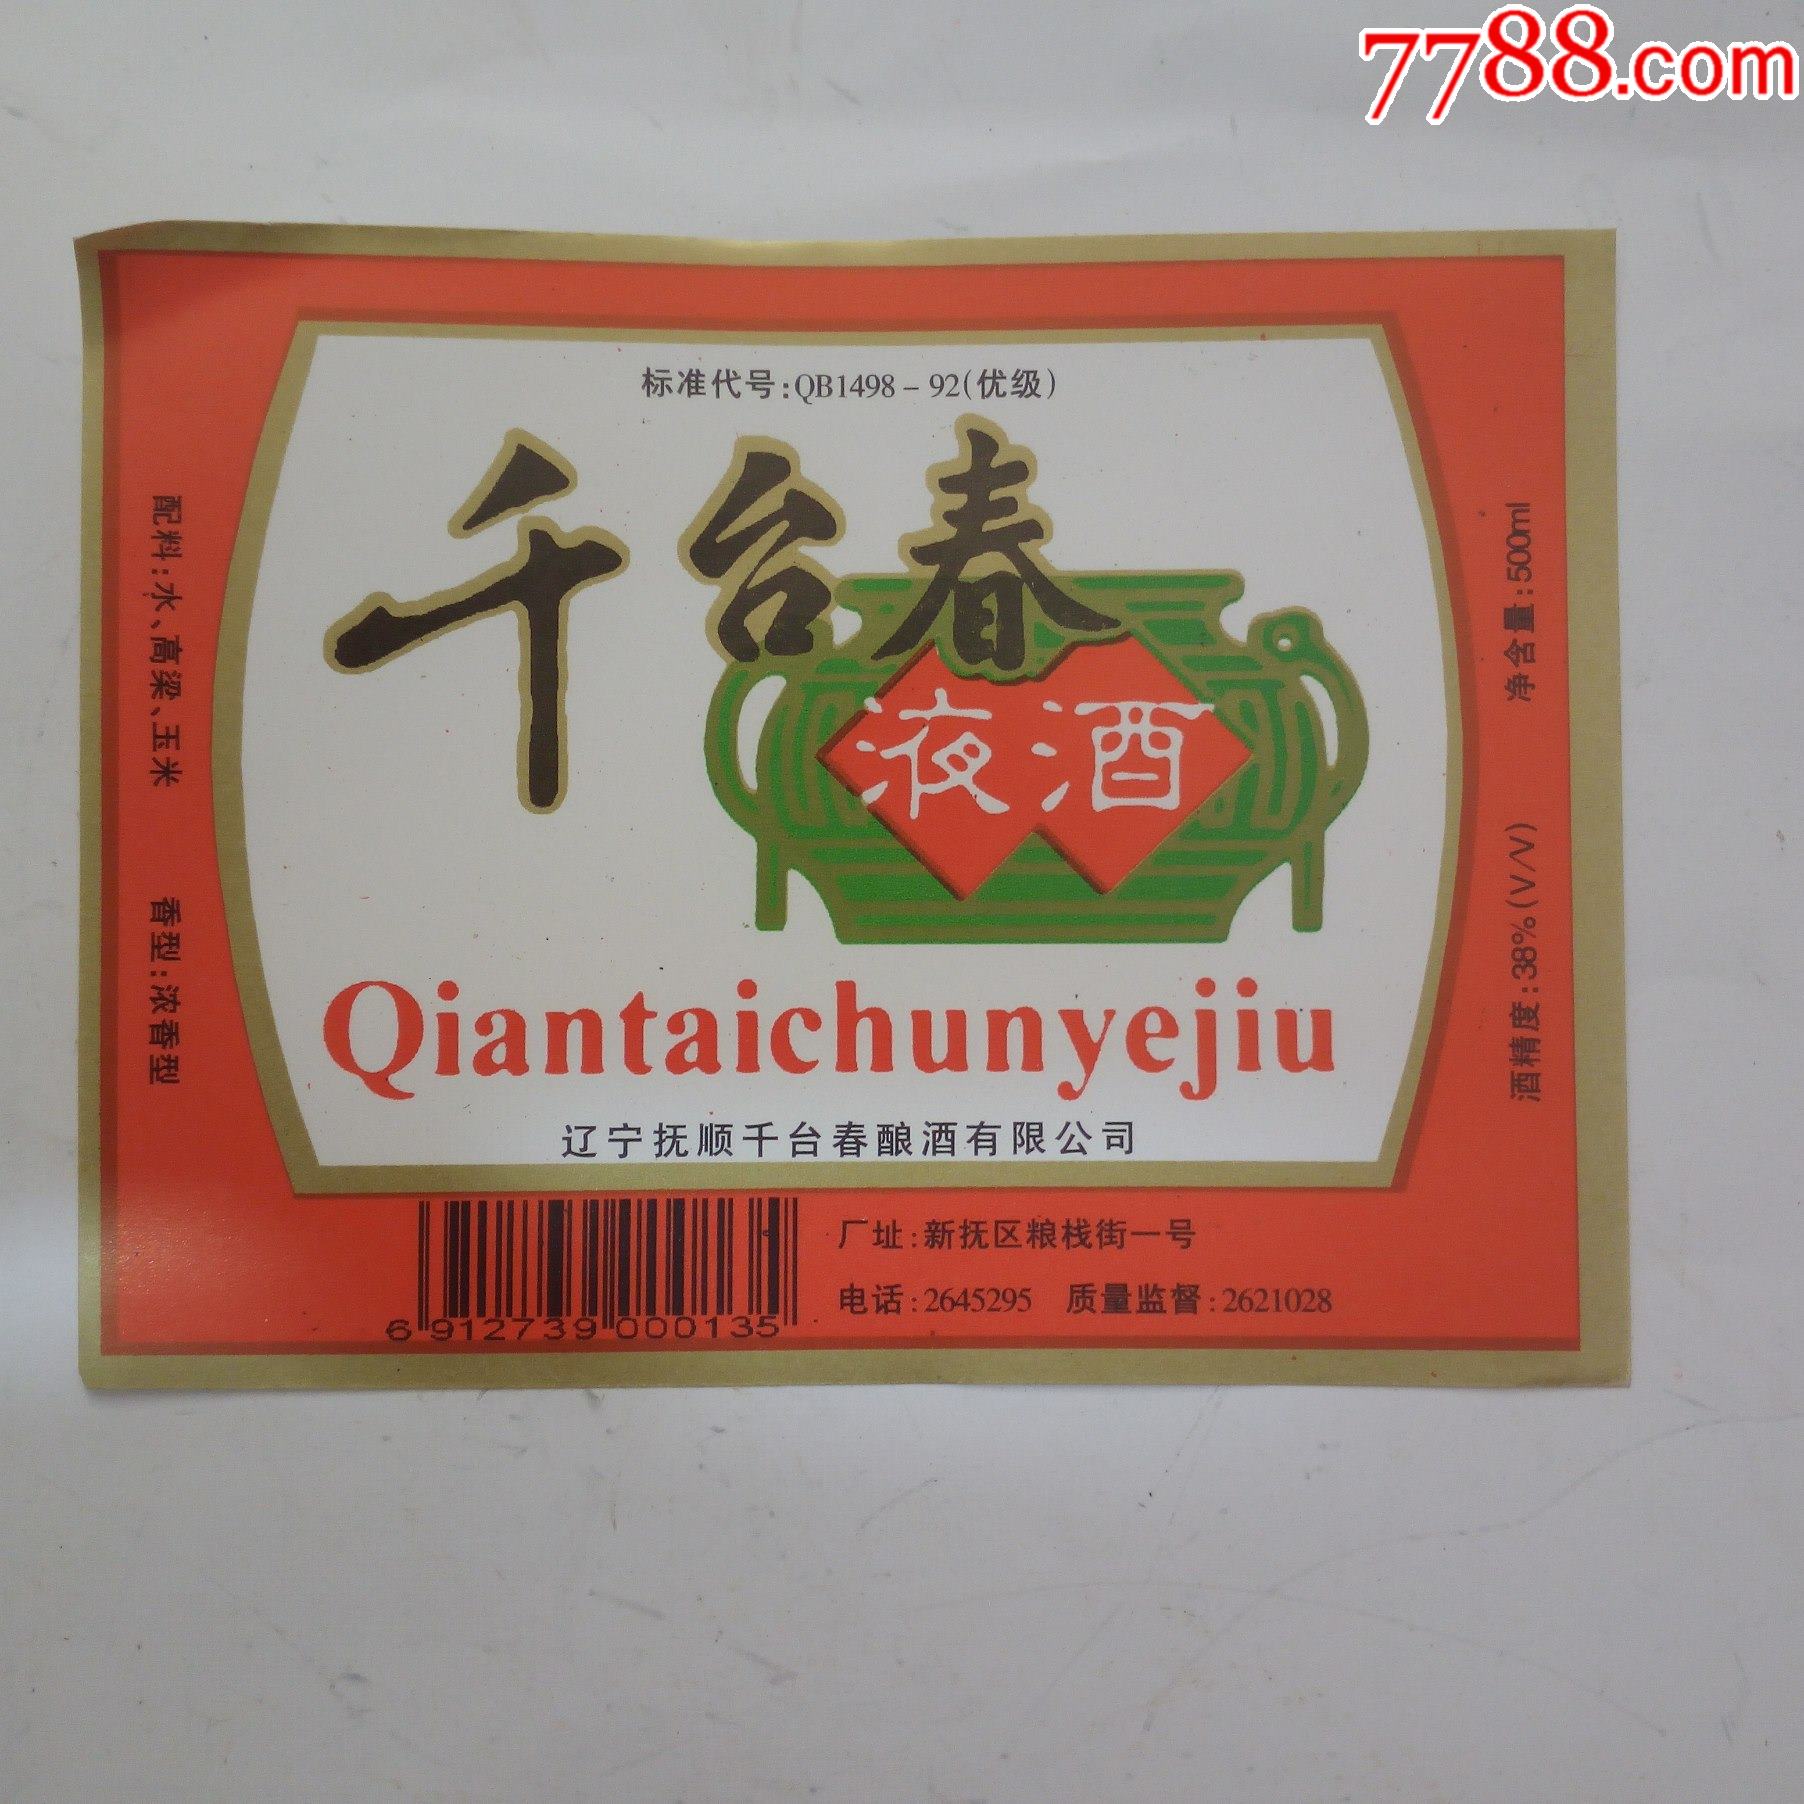 7788.com
标准代号:QB1498-92(优级)
千台春
液酒
Qiantaichunyejiu
辽宁抚顺千台春酿酒有限公司
配料:水、高粱、玉米 香型:浓香型
净含量:500ml
酒精度:38%(V/V)
6 912739 000135
厂址:新抚区粮栈街一号
电话:2645295 质量监督:2621028